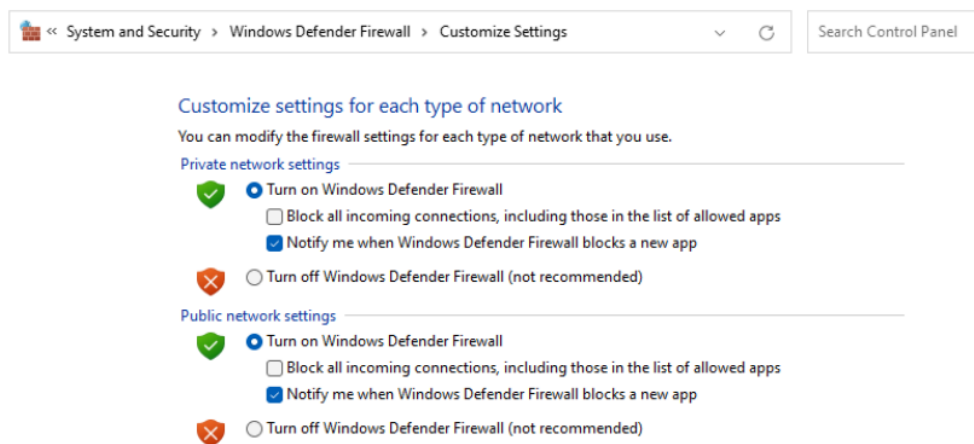 « System and Security > Windows Defender Firewall > Customize Settings
Search Control Panel
Customize settings for each type of network
You can modify the firewall settings for each type of network that you use.
Private network settings
Turn on Windows Defender Firewall
Block all incoming connections, including those in the list of allowed apps
Notify me when Windows Defender Firewall blocks a new app
Turn off Windows Defender Firewall (not recommended)
Public network settings
Turn on Windows Defender Firewall
Block all incoming connections, including those in the list of allowed apps
Notify me when Windows Defender Firewall blocks a new app
Turn off Windows Defender Firewall (not recommended)